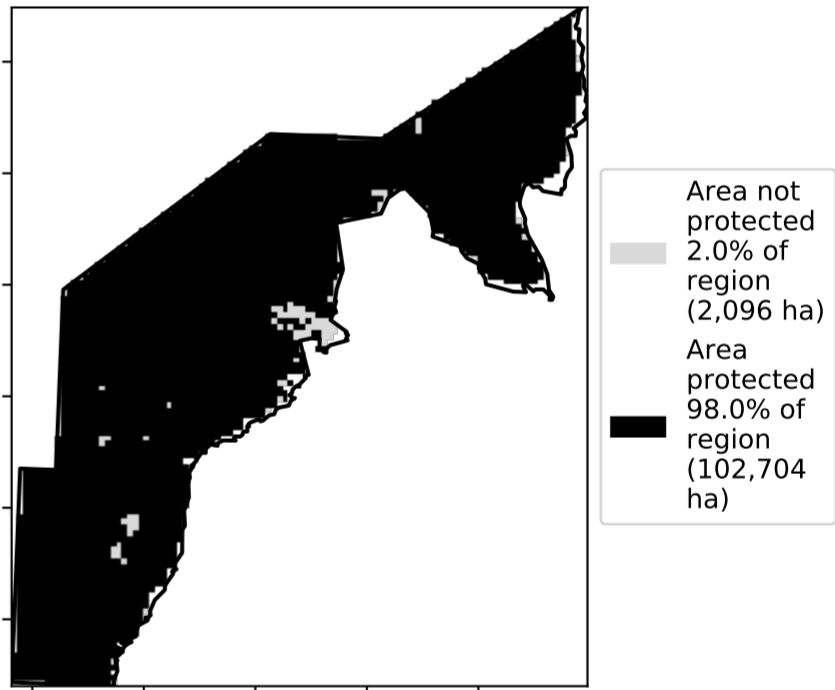 Area not
protected
2.0% of
region
(2,096 ha)
Area
protected
98.0% of
region
(102,704
ha)